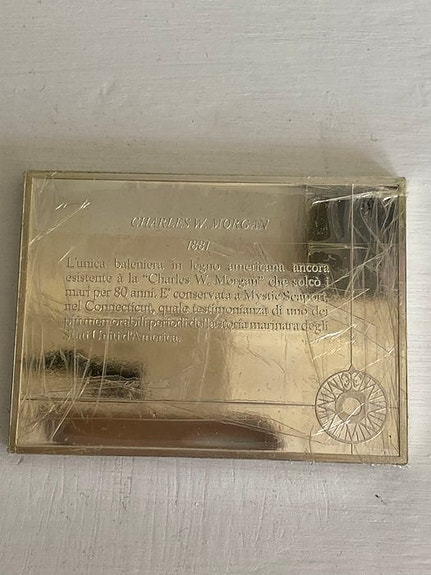 CHARLES W. MORGAN
1881
L'unica baleniera in legno americana ancora
esistente à la "Charles W. Morgan" che solcò i
mari per 80 anni. E' conservata a Mystic Seaport,
nel Connecticut, quale testimonianza di uno dei
più memorabili periodi della storia marinara degli
Stati Uniti d'America.